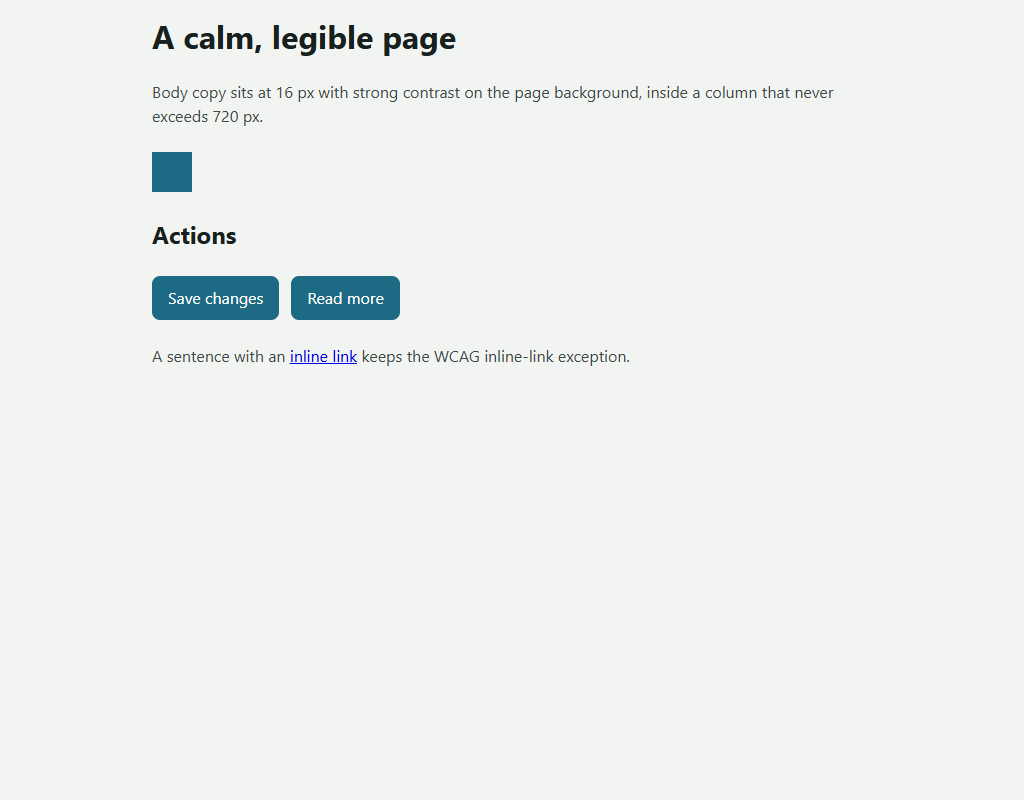 A calm, legible page
Body copy sits at 16 px with strong contrast on the page background, inside a column that never
exceeds 720 px.
Actions
Save changes
Read more
A sentence with an inline link keeps the WCAG inline-link exception.